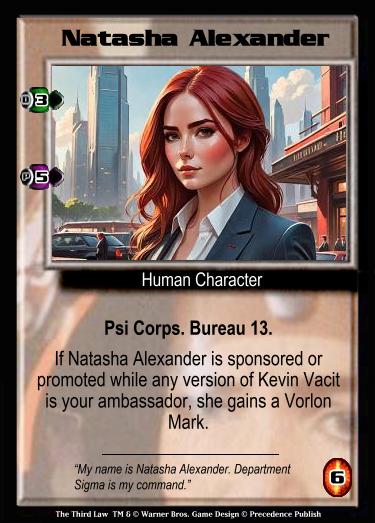 Natasha Alexander
D 3
P 5
Human Character
Psi Corps. Bureau 13.
If Natasha Alexander is sponsored or
promoted while any version of Kevin Vacit
is your ambassador, she gains a Vorlon
Mark.
“My name is Natasha Alexander. Department
Sigma is my command.”
6
The Third Law TM & © Warner Bros. Game Design © Precedence Publish